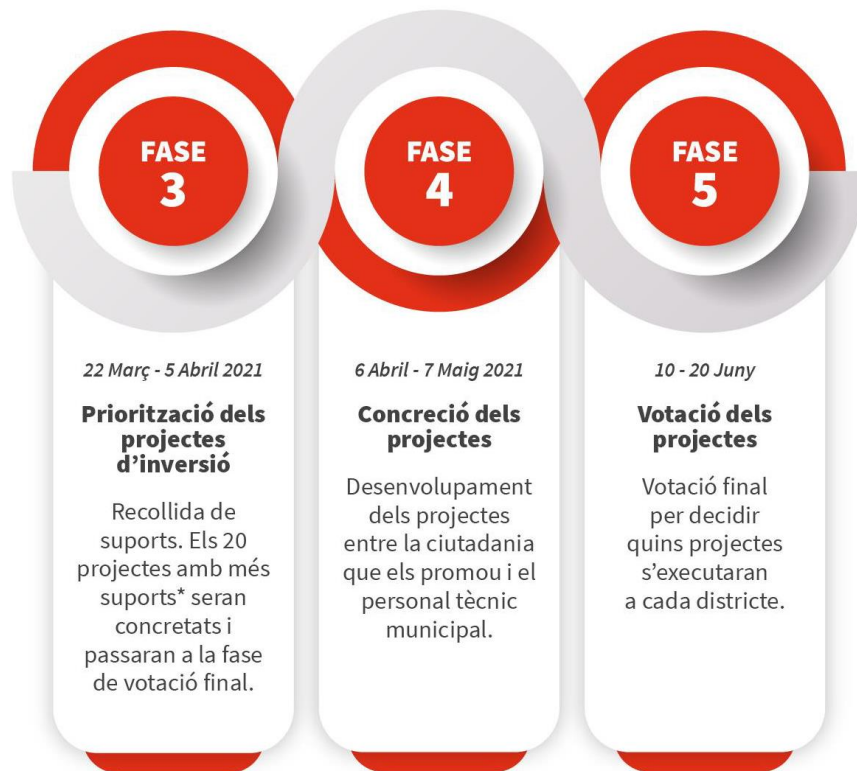 FASE
3
22 Març - 5 Abril 2021
Priorització dels
projectes
d’inversió
Recollida de
suports. Els 20
projectes amb més
suports* seran
concretats i
passaran a la fase
de votació final.
FASE
4
6 Abril - 7 Maig 2021
Concreció dels
projectes
Desenvolupament
dels projectes
entre la ciutadania
que els promou i el
personal tècnic
municipal.
FASE
5
10 - 20 Juny
Votació dels
projectes
Votació final
per decidir
quins projectes
s’executaran
a cada districte.